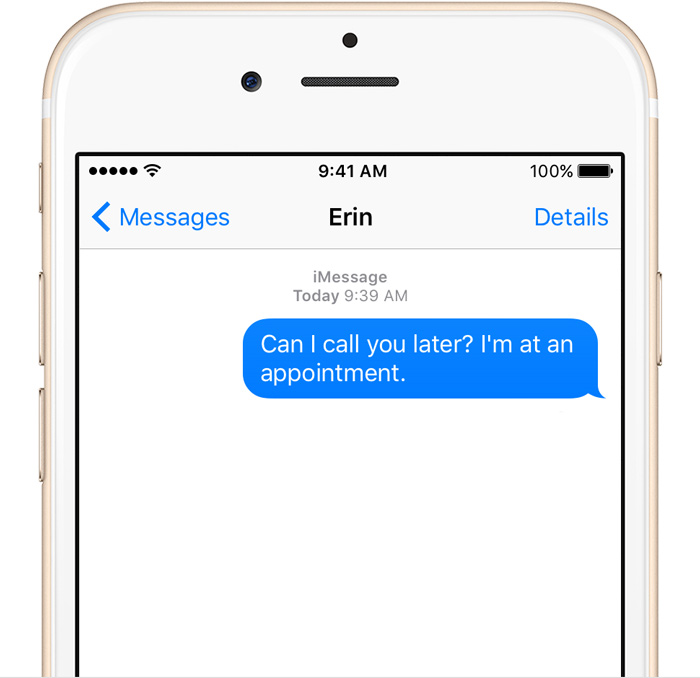 9:41 AM 100%
Messages Erin Details
iMessage
Today 9:39 AM
Can I call you later? I'm at an
appointment.